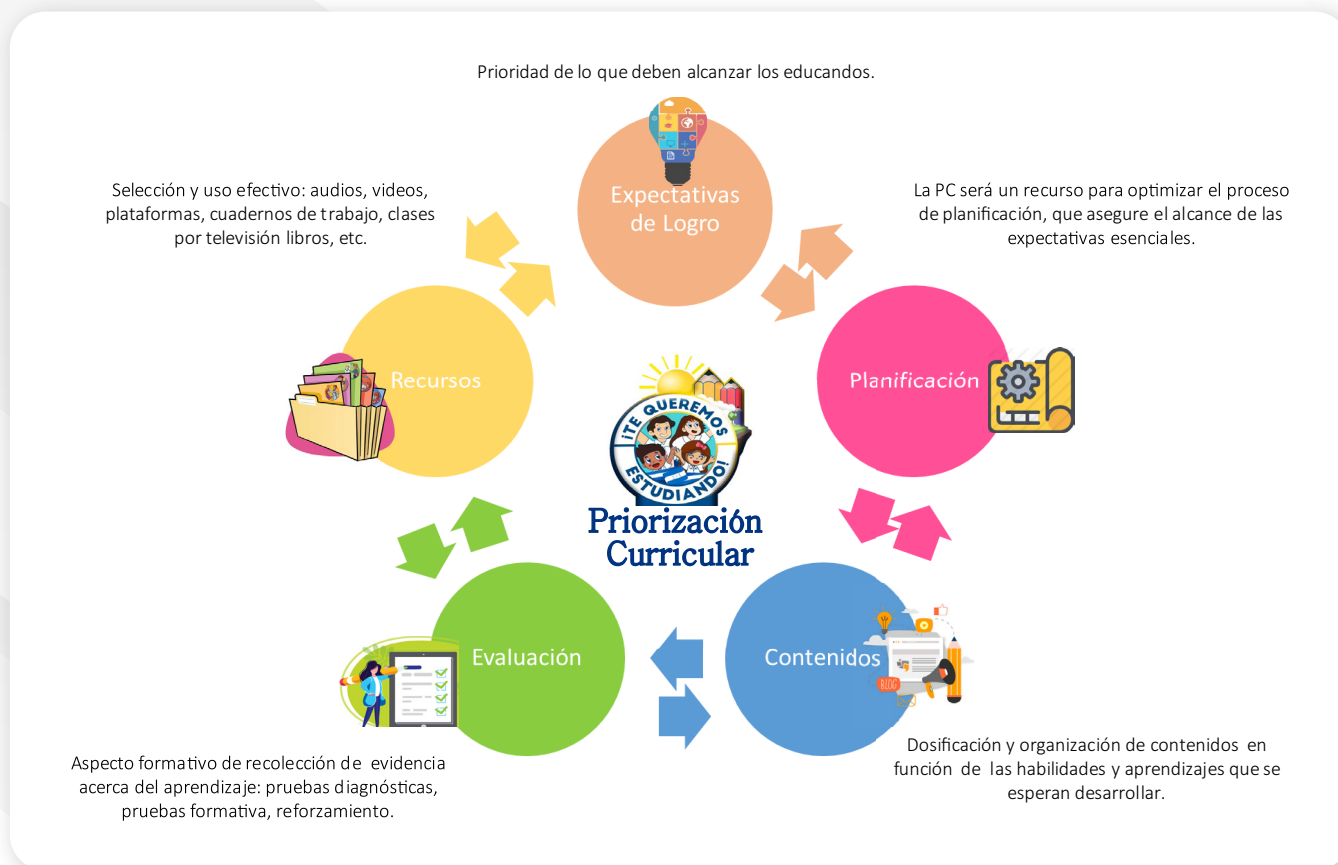 Prioridad de lo que deben alcanzar los educandos.
Expectativas
de Logro
La PC será un recurso para optimizar el proceso
de planificación, que asegure el alcance de las
expectativas esenciales.
Planificación
Contenidos
BLOG
Dosificación y organización de contenidos en
función de las habilidades y aprendizajes que se
esperan desarrollar.
Evaluación
Aspecto formativo de recolección de evidencia
acerca del aprendizaje: pruebas diagnósticas,
pruebas formativa, reforzamiento.
Recursos
Selección y uso efectivo: audios, videos,
plataformas, cuadernos de trabajo, clases
por televisión libros, etc.
¡TE QUEREMOS
ESTUDIANDO!
Priorización
Curricular